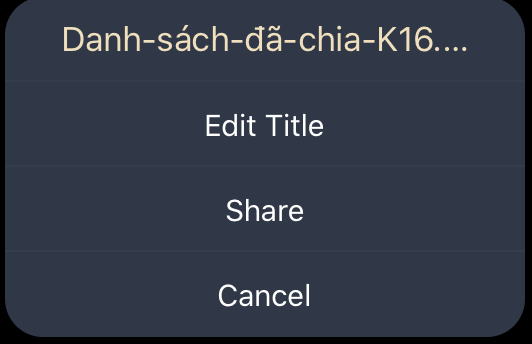 Danh-sách-đã-chia-K16....
Edit Title
Share
Cancel